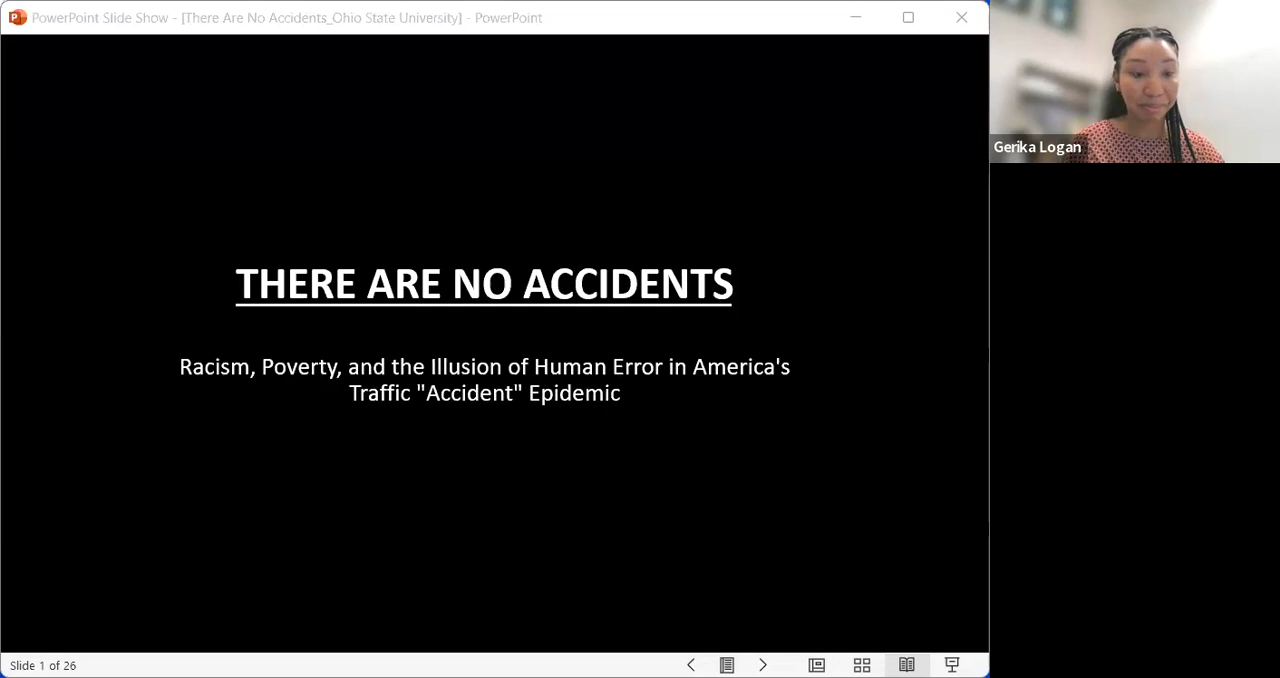 PowerPoint Slide Show - [There Are No Accidents_Ohio State University] - PowerPoint
Gerika Logan
THERE ARE NO ACCIDENTS
Racism, Poverty, and the Illusion of Human Error in America's
Traffic "Accident" Epidemic
Slide 1 of 26